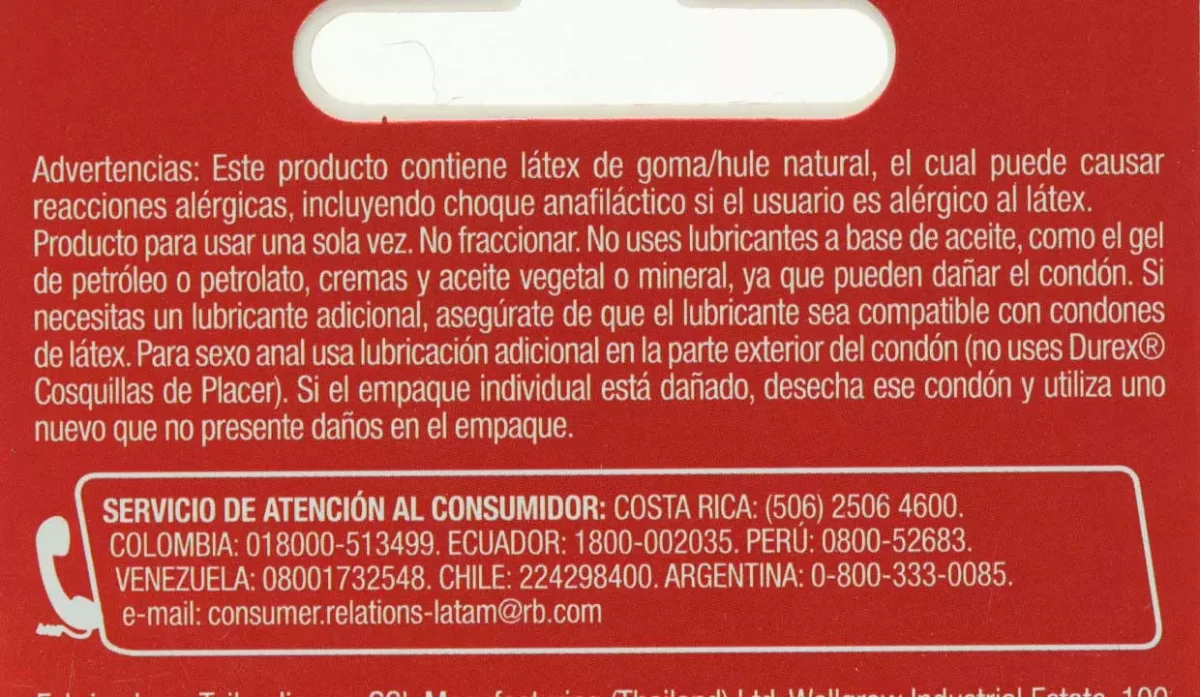 Advertencias: Este producto contiene látex de goma/hule natural, el cual puede causar
reacciones alérgicas, incluyendo choque anafiláctico si el usuario es alérgico al látex.
Producto para usar una sola vez. No fraccionar. No uses lubricantes a base de aceite, como el gel
de petróleo o petrolato, cremas y aceite vegetal o mineral, ya que pueden dañar el condón. Si
necesitas un lubricante adicional, asegúrate de que el lubricante sea compatible con condones
de látex. Para sexo anal usa lubricación adicional en la parte exterior del condón (no uses Durex®
Cosquillas de Placer). Si el empaque individual está dañado, desecha ese condón y utiliza uno
nuevo que no presente daños en el empaque.
SERVICIO DE ATENCIÓN AL CONSUMIDOR: COSTA RICA: (506) 2506 4600.
COLOMBIA: 018000-513499. ECUADOR: 1800-002035. PERÚ: 0800-52683.
VENEZUELA: 08001732548. CHILE: 224298400. ARGENTINA: 0-800-333-0085.
e-mail: consumer.relations-latam@rb.com
(Thailand) Ltd. Wellgrow Industrial Estate, 100